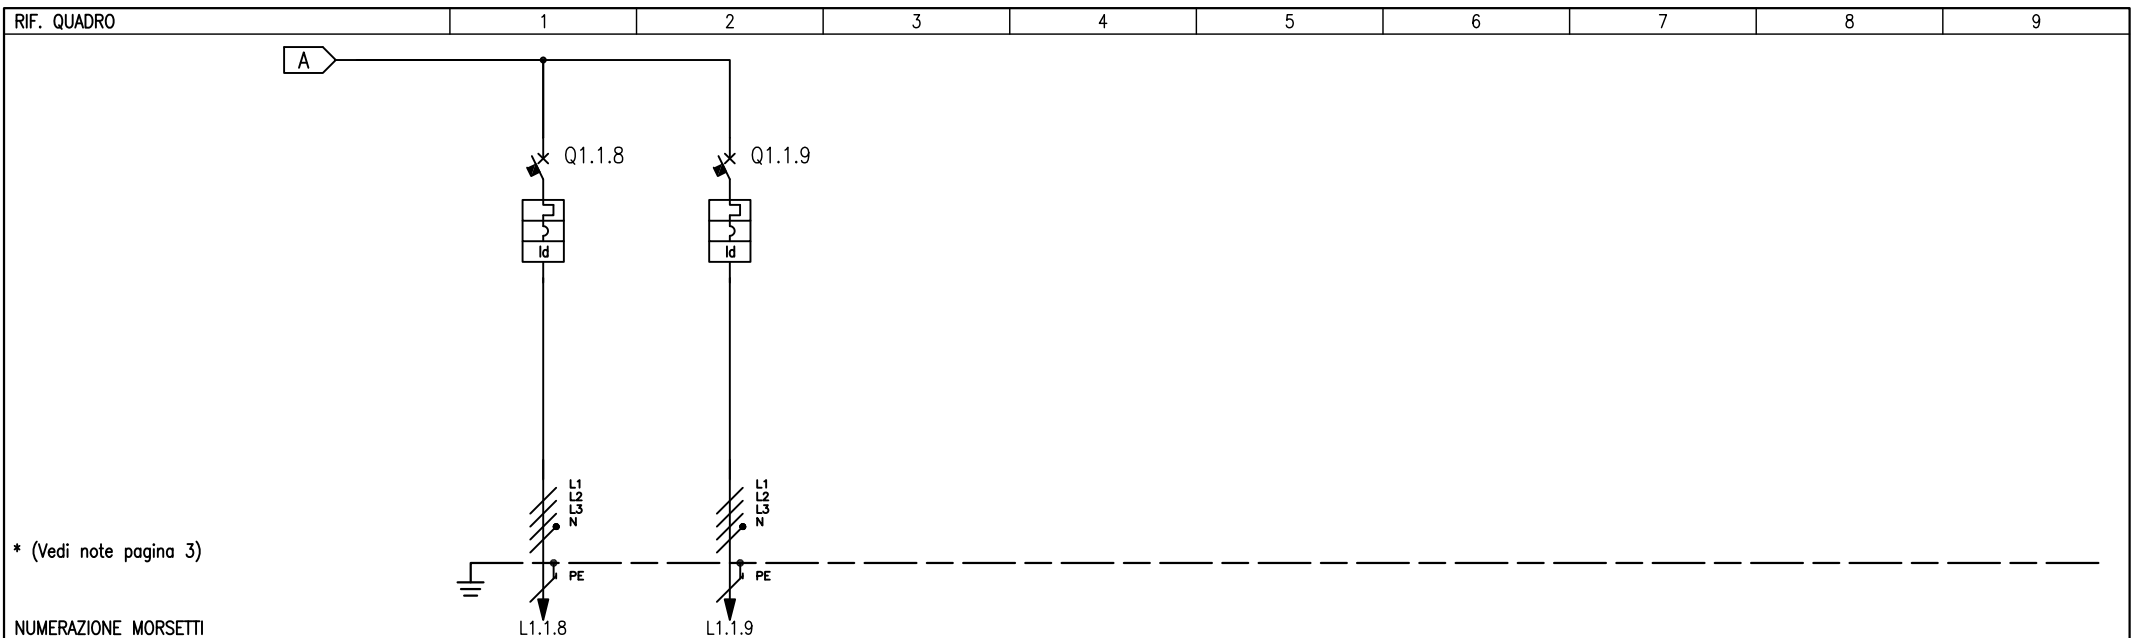 RIF. QUADRO 1 2 3 4 5 6 7 8 9
A
Q1.1.8 Q1.1.9
Id Id
L1 L1
L2 L2
L3 L3
N N
* (Vedi note pagina 3)
PE PE
NUMERAZIONE MORSETTI L1.1.8 L1.1.9